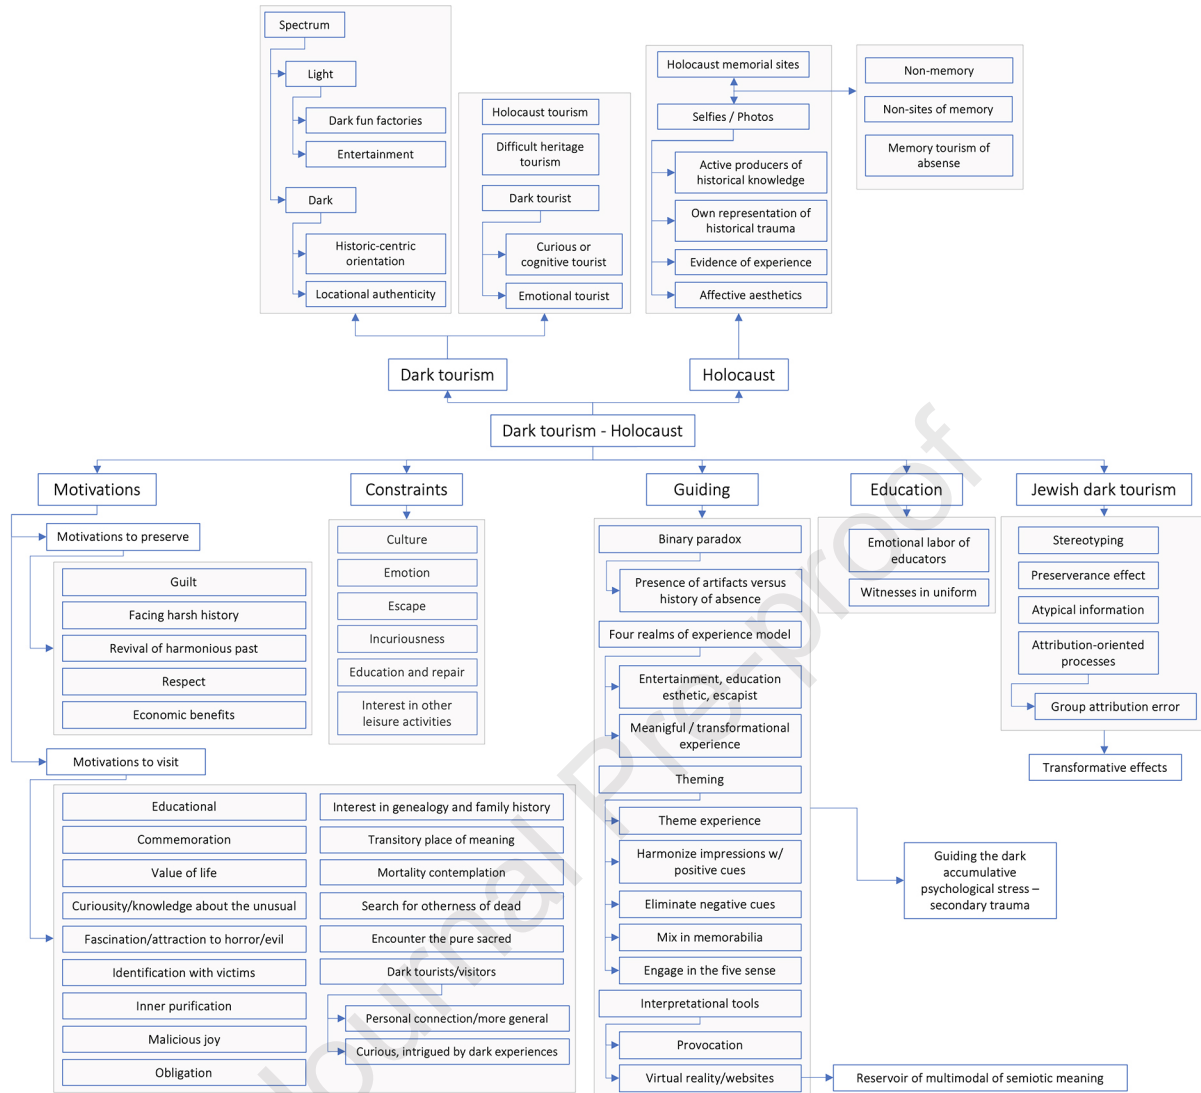 Spectrum
Light
Dark fun factories
Entertainment
Dark
Historic-centric
orientation
Locational authenticity
Holocaust tourism
Difficult heritage
tourism
Dark tourist
Curious or
cognitive tourist
Emotional tourist
Holocaust memorial sites
Selfies / Photos
Active producers of
historical knowledge
Own representation of
historical trauma
Evidence of experience
Affective aesthetics
Non-memory
Non-sites of memory
Memory tourism of
absense
Dark tourism
Holocaust
Dark tourism - Holocaust
Motivations
Motivations to preserve
Guilt
Facing harsh history
Revival of harmonious past
Respect
Economic benefits
Motivations to visit
Educational
Commemoration
Value of life
Curiousity/knowledge about the unusual
Fascination/attraction to horror/evil
Identification with victims
Inner purification
Malicious joy
Obligation
Interest in genealogy and family history
Transitory place of meaning
Mortality contemplation
Search for otherness of dead
Encounter the pure sacred
Dark tourists/visitors
Personal connection/more general
Curious, intrigued by dark experiences
Constraints
Culture
Emotion
Escape
Incuriousness
Education and repair
Interest in other
leisure activities
Guiding
Binary paradox
Presence of artifacts versus
history of absence
Four realms of experience model
Entertainment, education
esthetic, escapist
Meanigful / transformational
experience
Theming
Theme experience
Harmonize impressions w/
positive cues
Eliminate negative cues
Mix in memorabilia
Engage in the five sense
Interpretational tools
Provocation
Virtual reality/websites
Reservoir of multimodal of semiotic meaning
Guiding the dark
accumulative
psychological stress –
secondary trauma
Education
Emotional labor of
educators
Witnesses in uniform
Jewish dark tourism
Stereotyping
Preserverance effect
Atypical information
Attribution-oriented
processes
Group attribution error
Transformative effects
Journal Pre-proof